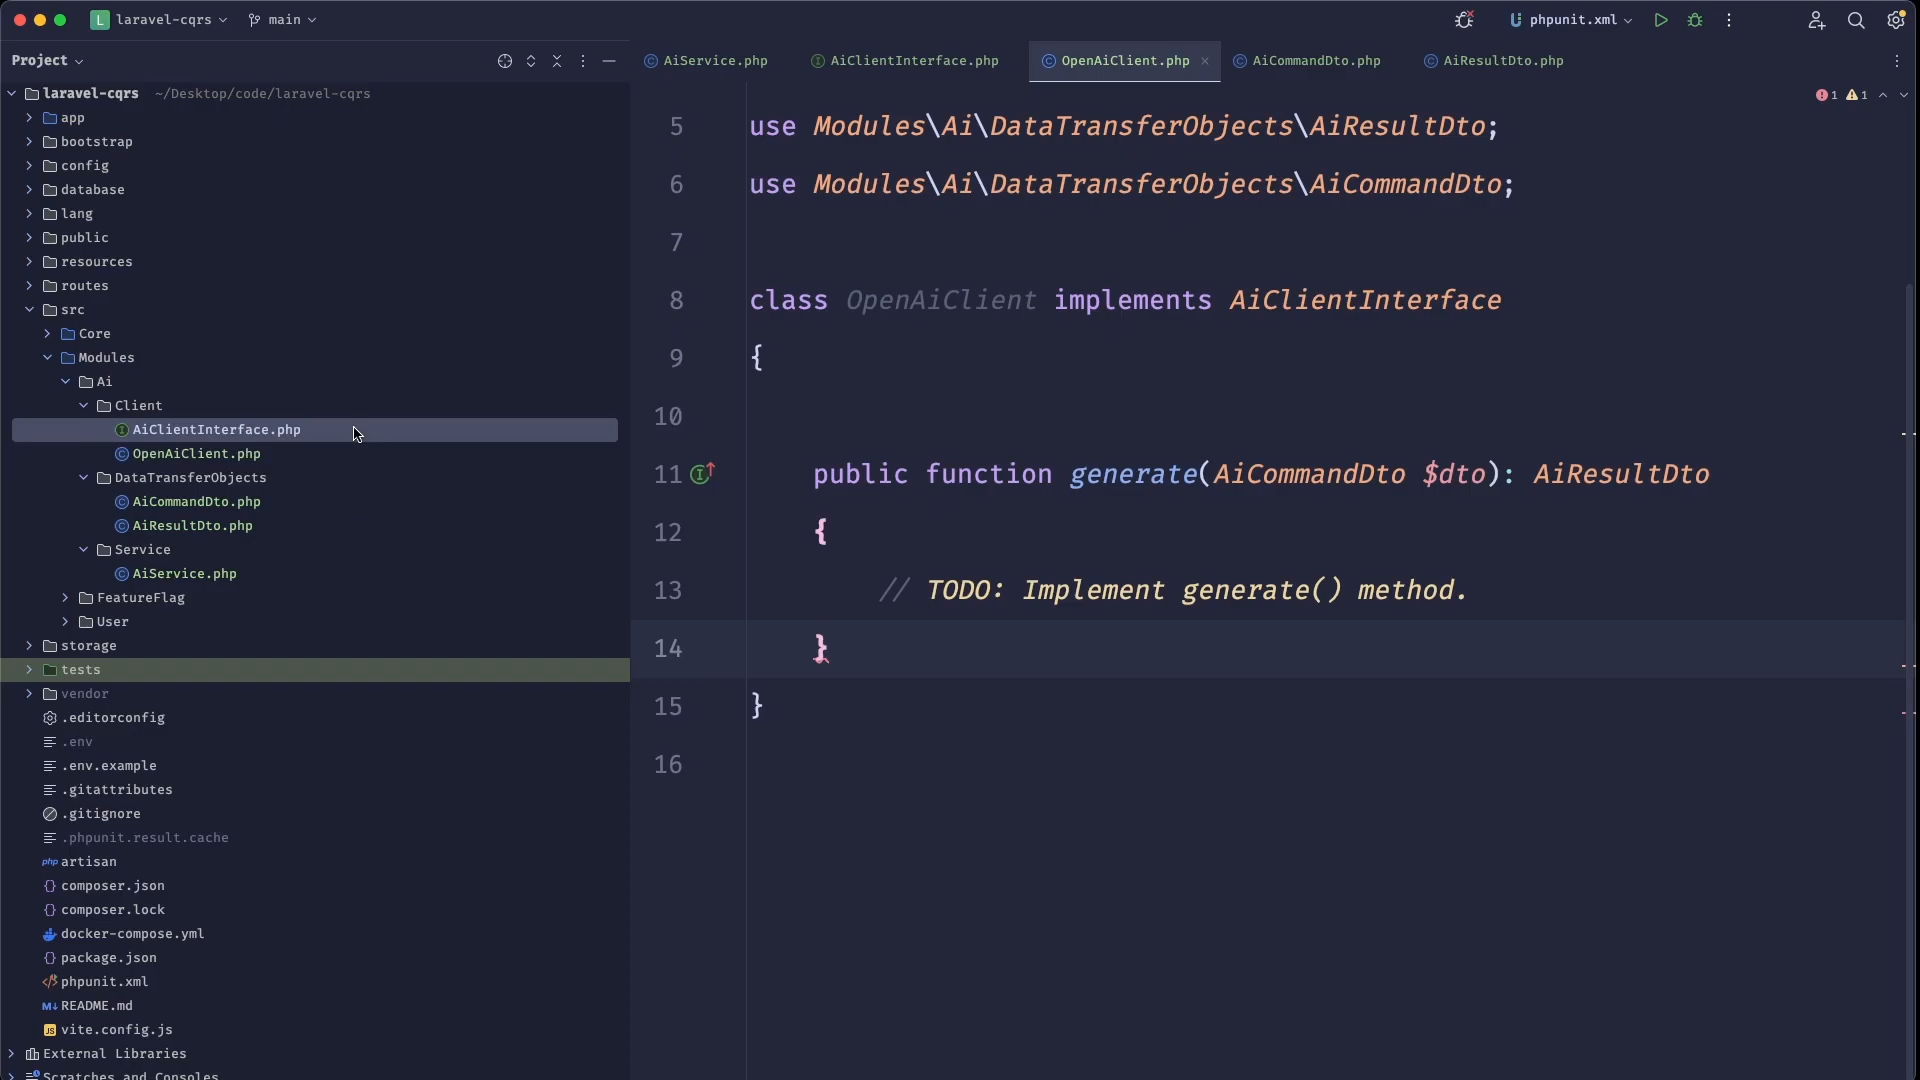 L laravel-cqrs main phpunit.xml
Project
AiService.php AiClientInterface.php OpenAiClient.php AiCommandDto.php AiResultDto.php
1 1
laravel-cqrs ~/Desktop/code/laravel-cqrs
app
bootstrap
config
database
lang
public
resources
routes
src
Core
Modules
Ai
Client
AiClientInterface.php
OpenAiClient.php
DataTransferObjects
AiCommandDto.php
AiResultDto.php
Service
AiService.php
FeatureFlag
User
storage
tests
vendor
.editorconfig
.env
.env.example
.gitattributes
.gitignore
.phpunit.result.cache
php artisan
composer.json
composer.lock
docker-compose.yml
package.json
phpunit.xml
README.md
JS vite.config.js
External Libraries
Scratches and Consoles
5 use Modules\Ai\DataTransferObjects\AiResultDto;
6 use Modules\Ai\DataTransferObjects\AiCommandDto;
7
8 class OpenAiClient implements AiClientInterface
9 {
10
11 public function generate(AiCommandDto $dto): AiResultDto
12 {
13 // TODO: Implement generate() method.
14 }
15 }
16